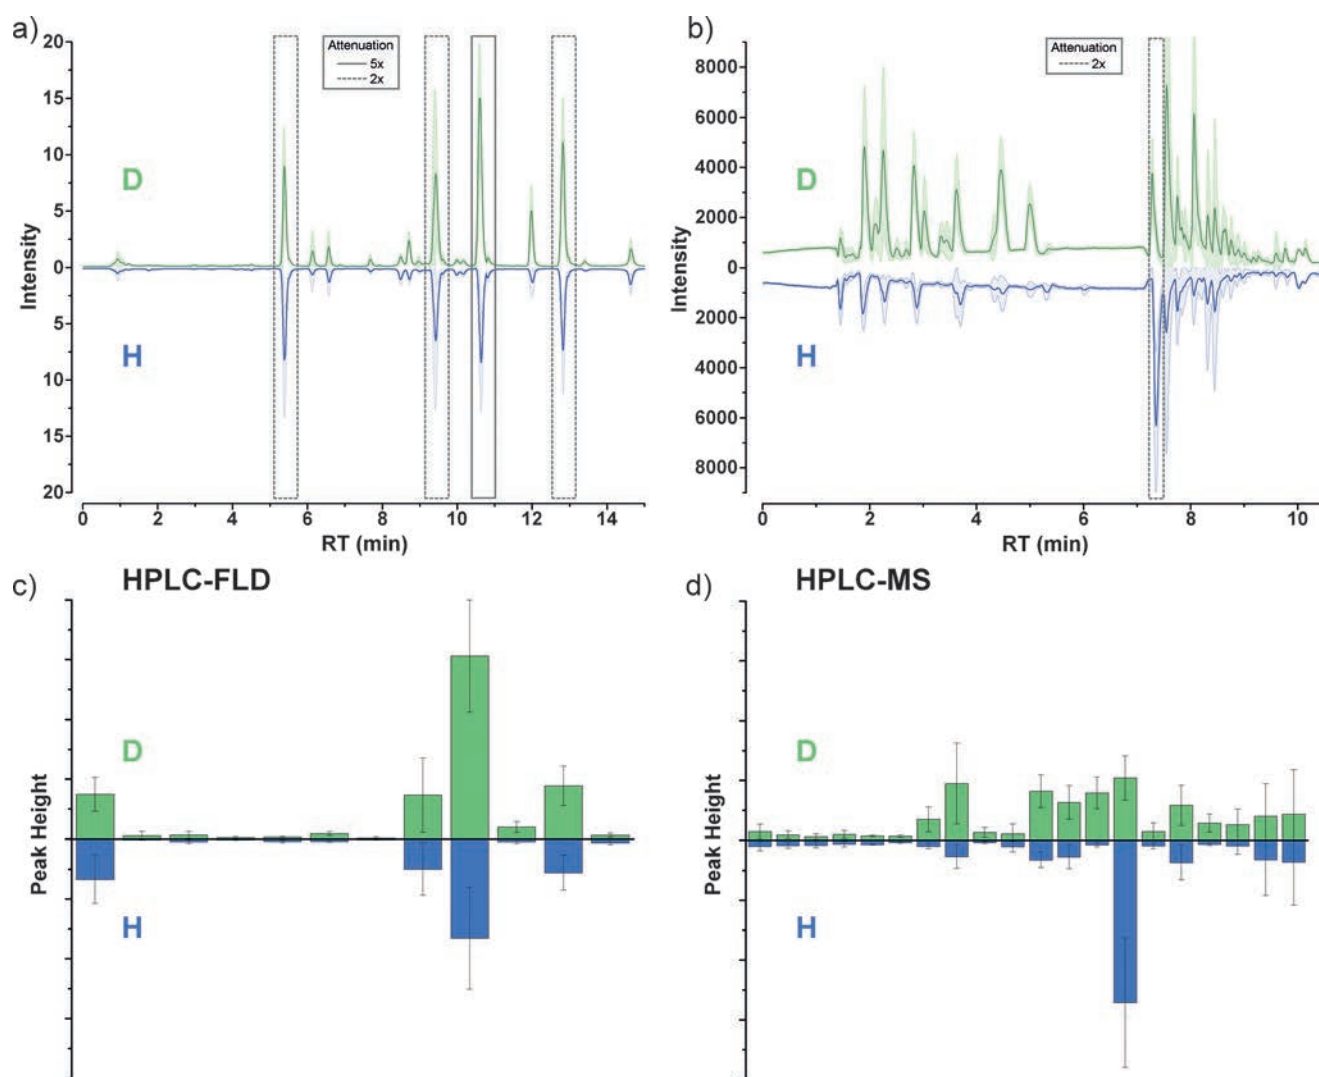 a)
Attenuation
5x
2x
20
15
10
5
0
5
10
15
20
Intensity
D
H
0 2 4 6 8 10 12 14
RT (min)
b)
Attenuation
2x
8000
6000
4000
2000
0
2000
4000
6000
8000
Intensity
D
H
0 2 4 6 8 10
RT (min)
c) HPLC-FLD
Peak Height
D
H
d) HPLC-MS
Peak Height
D
H